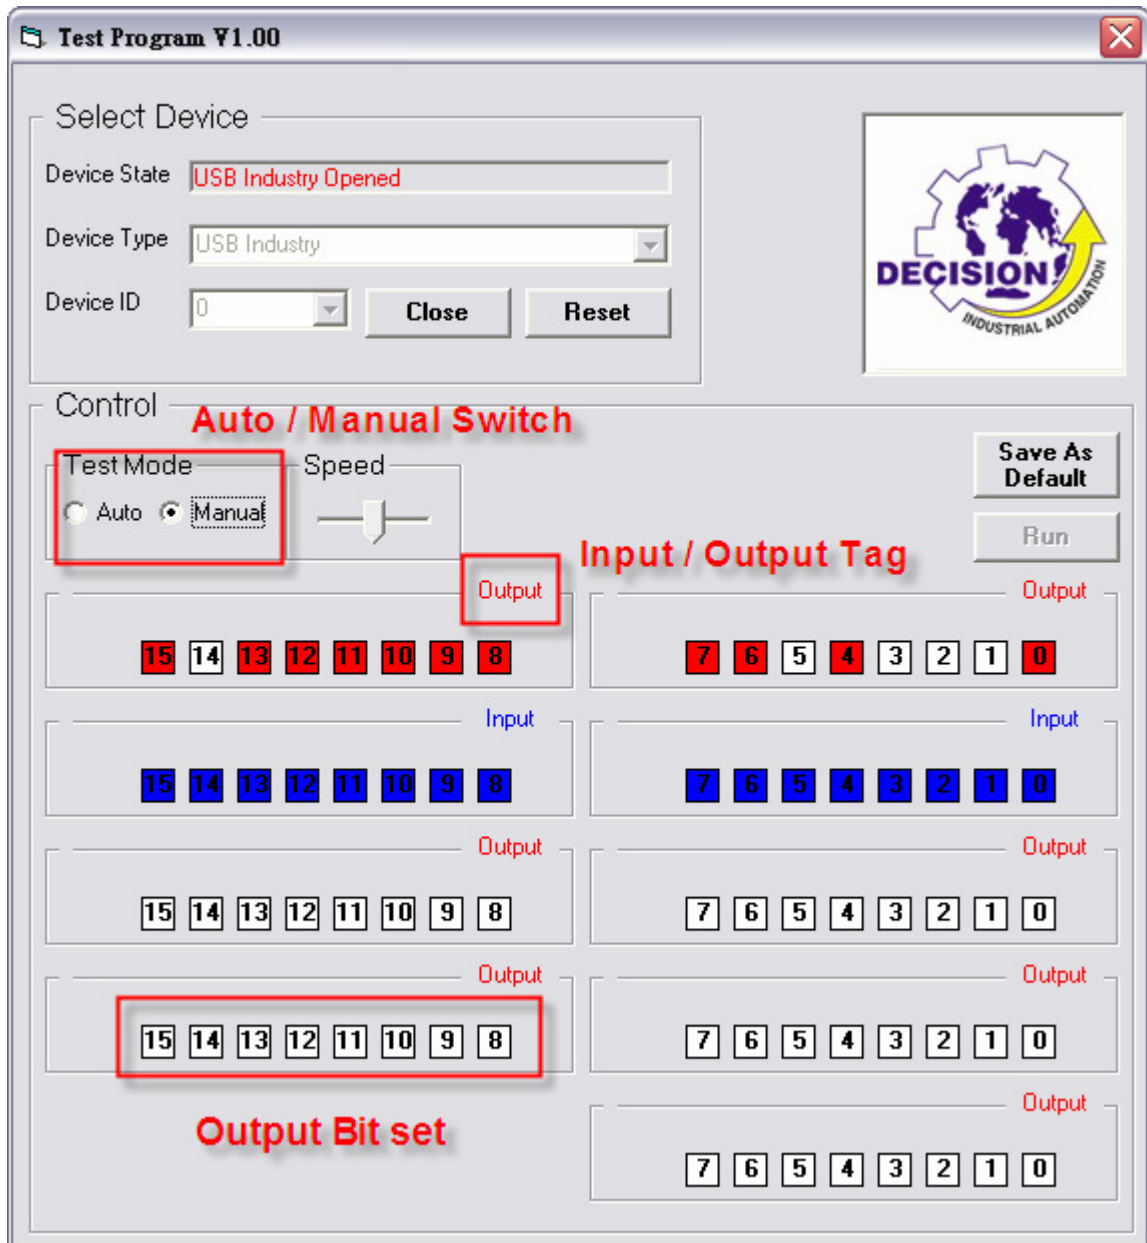 Test Program V1.00
Select Device
Device State USB Industry Opened
Device Type USB Industry
Device ID 0 Close Reset
DECISION
INDUSTRIAL AUTOMATION
Control
Auto / Manual Switch
Test Mode Speed
Auto Manual
Save As
Default
Run
Input / Output Tag
Output Output
15 14 13 12 11 10 9 8 7 6 5 4 3 2 1 0
Input Input
15 14 13 12 11 10 9 8 7 6 5 4 3 2 1 0
Output Output
15 14 13 12 11 10 9 8 7 6 5 4 3 2 1 0
Output Output
15 14 13 12 11 10 9 8 7 6 5 4 3 2 1 0
Output Bit set
Output
7 6 5 4 3 2 1 0